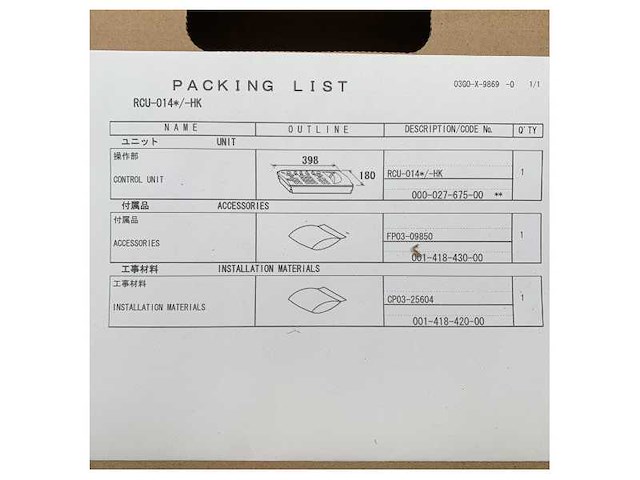 PACKING LIST
03GO-X-9869 -0 1/1
RCU-014*/-HK
NAME OUTLINE DESCRIPTION/CODE No. Q'TY
ユニット UNIT
操作部
CONTROL UNIT
398
180
RCU-014*/-HK
000-027-675-00 **
1
付属品 ACCESSORIES
付属品
ACCESSORIES
FP03-09850
001-418-430-00
1
工事材料 INSTALLATION MATERIALS
工事材料
INSTALLATION MATERIALS
CP03-25604
001-418-420-00
1